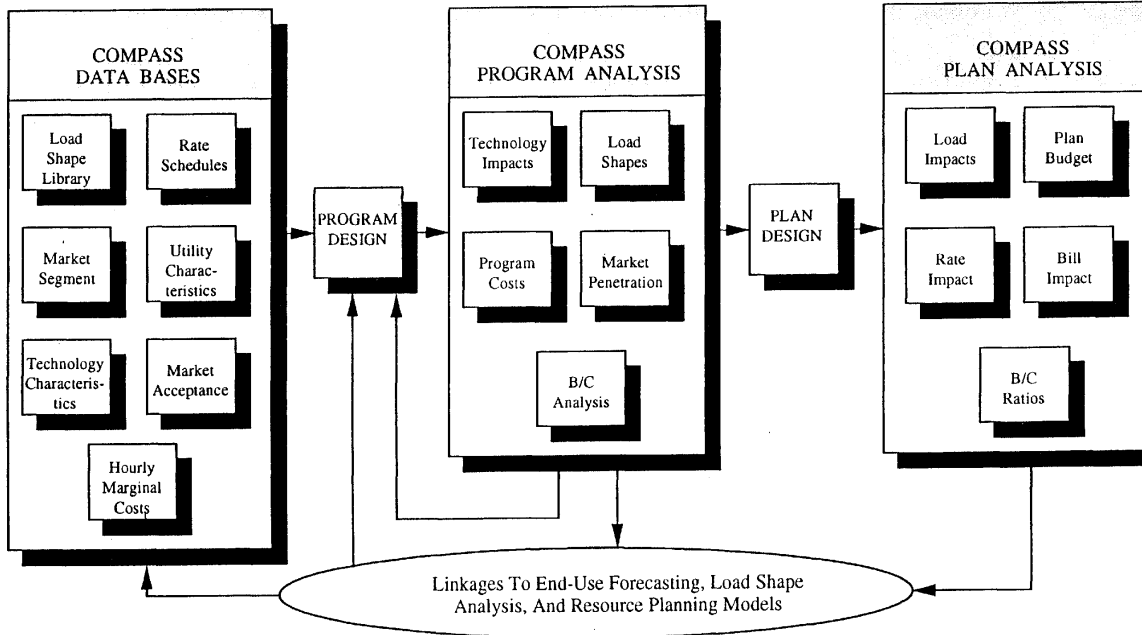 COMPASS
DATA BASES
Load
Shape
Library
Rate
Schedules
Market
Segment
Utility
Charac-
teristics
Technology
Characteris-
tics
Market
Acceptance
Hourly
Marginal
Costs
PROGRAM
DESIGN
COMPASS
PROGRAM ANALYSIS
Technology
Impacts
Load
Shapes
Program
Costs
Market
Penetration
B/C
Analysis
PLAN
DESIGN
COMPASS
PLAN ANALYSIS
Load
Impacts
Plan
Budget
Rate
Impact
Bill
Impact
B/C
Ratios
Linkages To End-Use Forecasting, Load Shape
Analysis, And Resource Planning Models